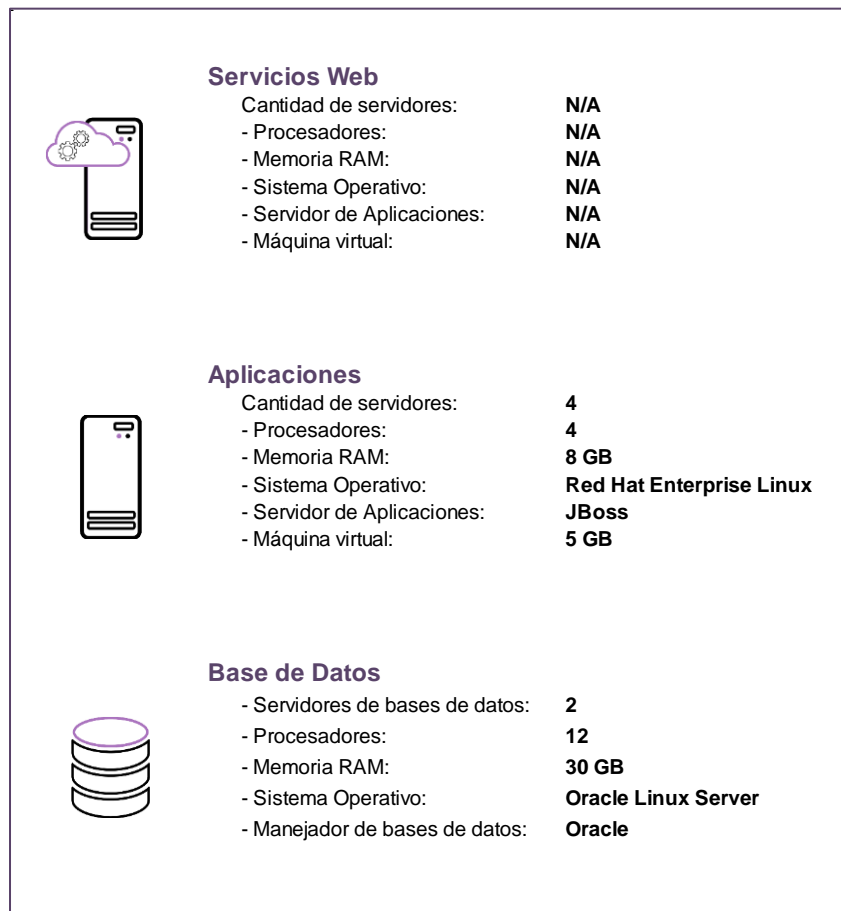 Servicios Web
Cantidad de servidores: N/A
- Procesadores: N/A
- Memoria RAM: N/A
- Sistema Operativo: N/A
- Servidor de Aplicaciones: N/A
- Máquina virtual: N/A
Aplicaciones
Cantidad de servidores: 4
- Procesadores: 4
- Memoria RAM: 8 GB
- Sistema Operativo: Red Hat Enterprise Linux
- Servidor de Aplicaciones: JBoss
- Máquina virtual: 5 GB
Base de Datos
- Servidores de bases de datos: 2
- Procesadores: 12
- Memoria RAM: 30 GB
- Sistema Operativo: Oracle Linux Server
- Manejador de bases de datos: Oracle